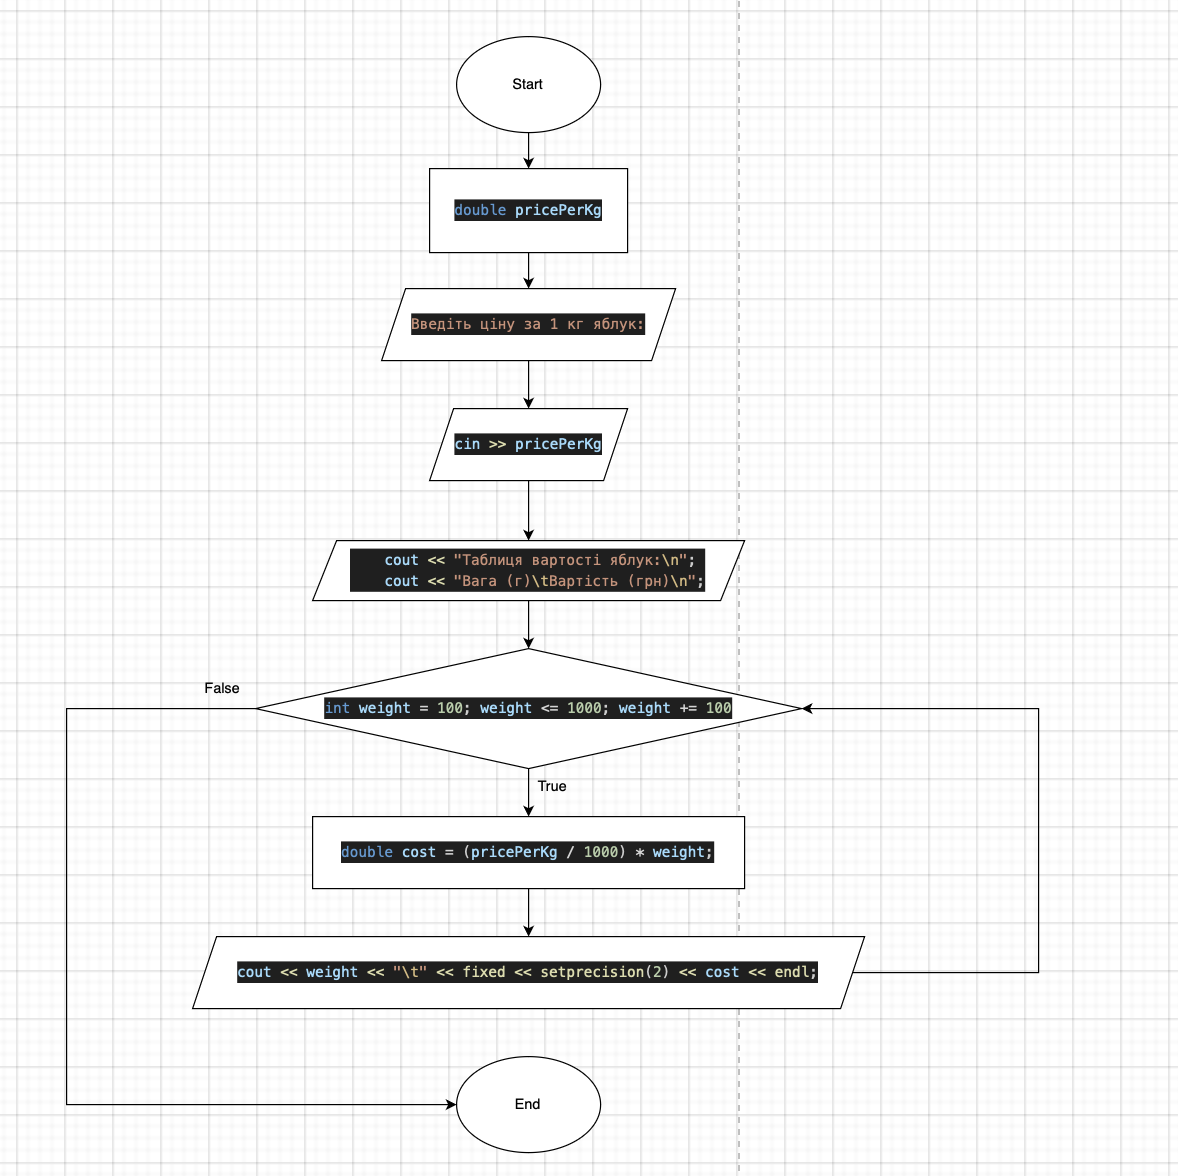 Start
double pricePerKg
Введіть ціну за 1 кг яблук:
cin >> pricePerKg
cout << "Таблиця вартості яблук:\n";
cout << "Вага (г)\tВартість (грн)\n";
False
int weight = 100; weight <= 1000; weight += 100
True
double cost = (pricePerKg / 1000) * weight;
cout << weight << "\t" << fixed << setprecision(2) << cost << endl;
End